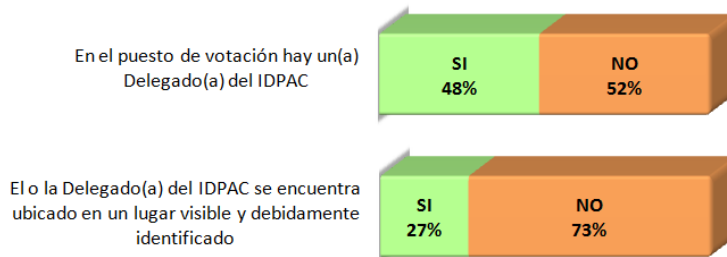 En el puesto de votación hay un(a)
Delegado(a) del IDPAC
SI
48%
NO
52%
El o la Delegado(a) del IDPAC se encuentra
ubicado en un lugar visible y debidamente
identificado
SI
27%
NO
73%